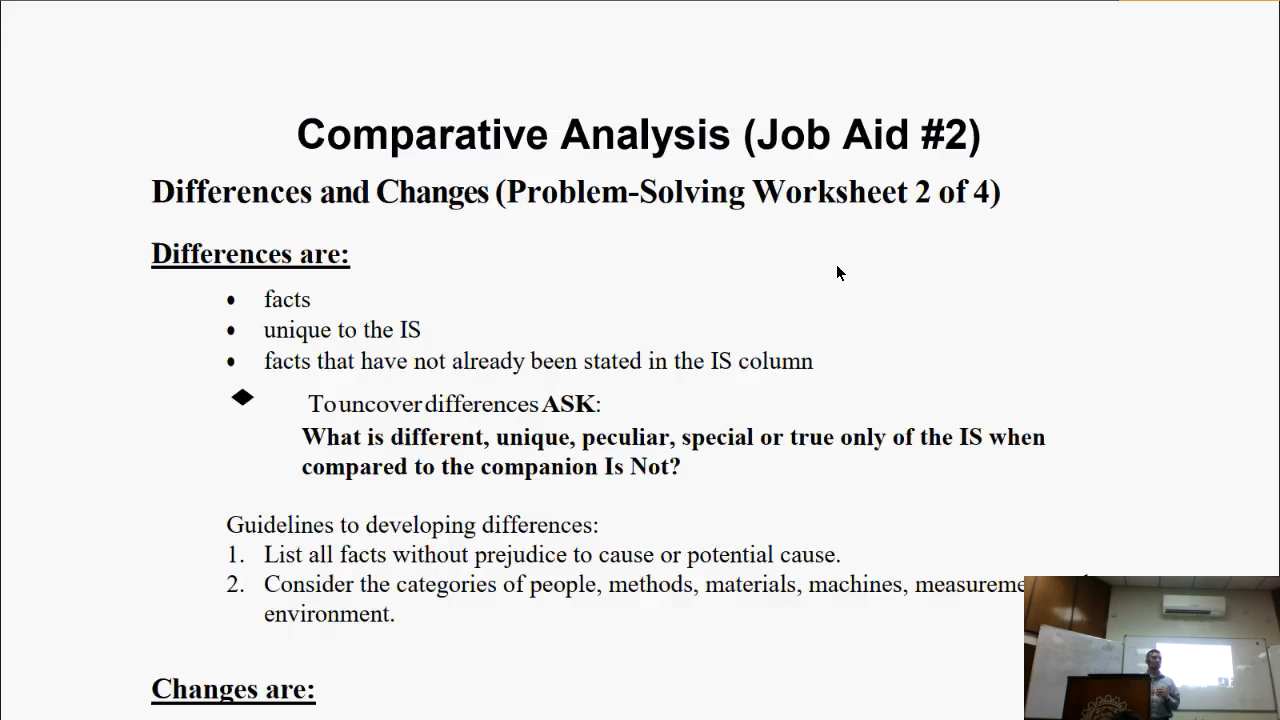 Comparative Analysis (Job Aid #2)
Differences and Changes (Problem-Solving Worksheet 2 of 4)
Differences are:
• facts
• unique to the IS
• facts that have not already been stated in the IS column
◆ To uncover differences ASK:
What is different, unique, peculiar, special or true only of the IS when
compared to the companion Is Not?
Guidelines to developing differences:
1. List all facts without prejudice to cause or potential cause.
2. Consider the categories of people, methods, materials, machines,
environment.
Changes are: